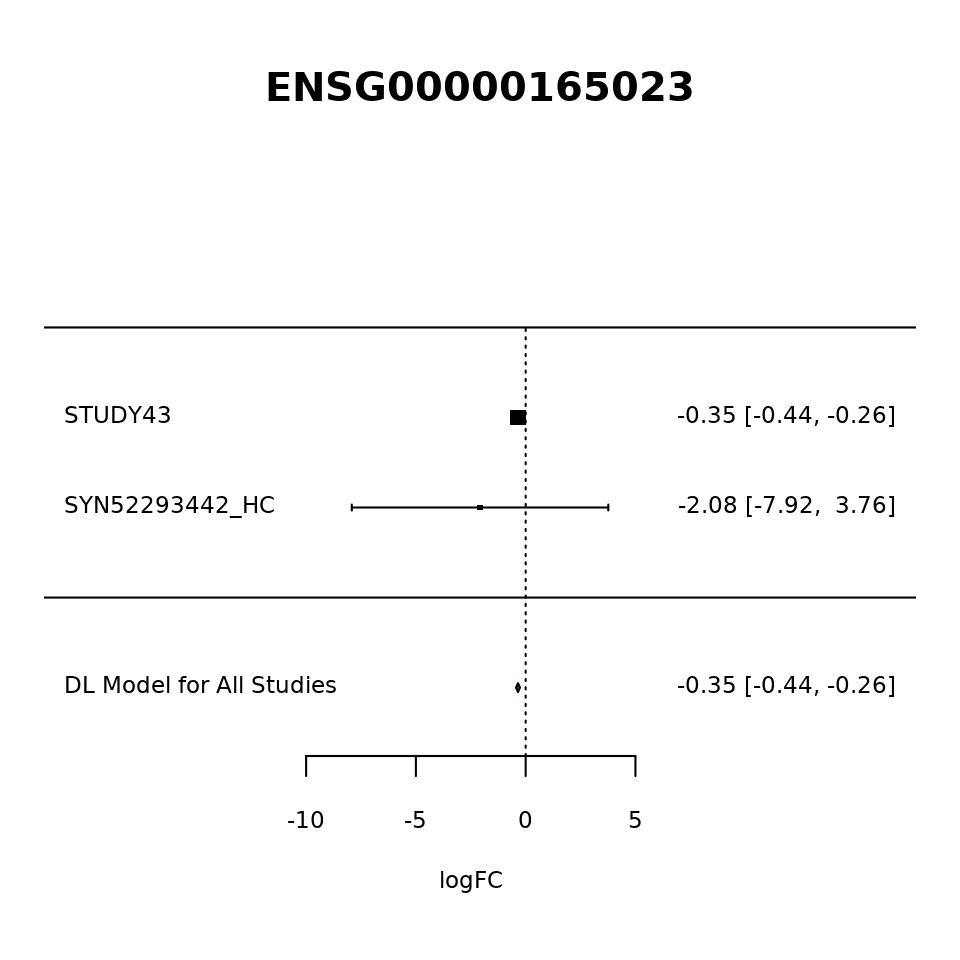 ENSG00000165023
STUDY43 -0.35 [-0.44, -0.26]
SYN52293442_HC -2.08 [-7.92,  3.76]
DL Model for All Studies -0.35 [-0.44, -0.26]
-10 -5 0 5
logFC